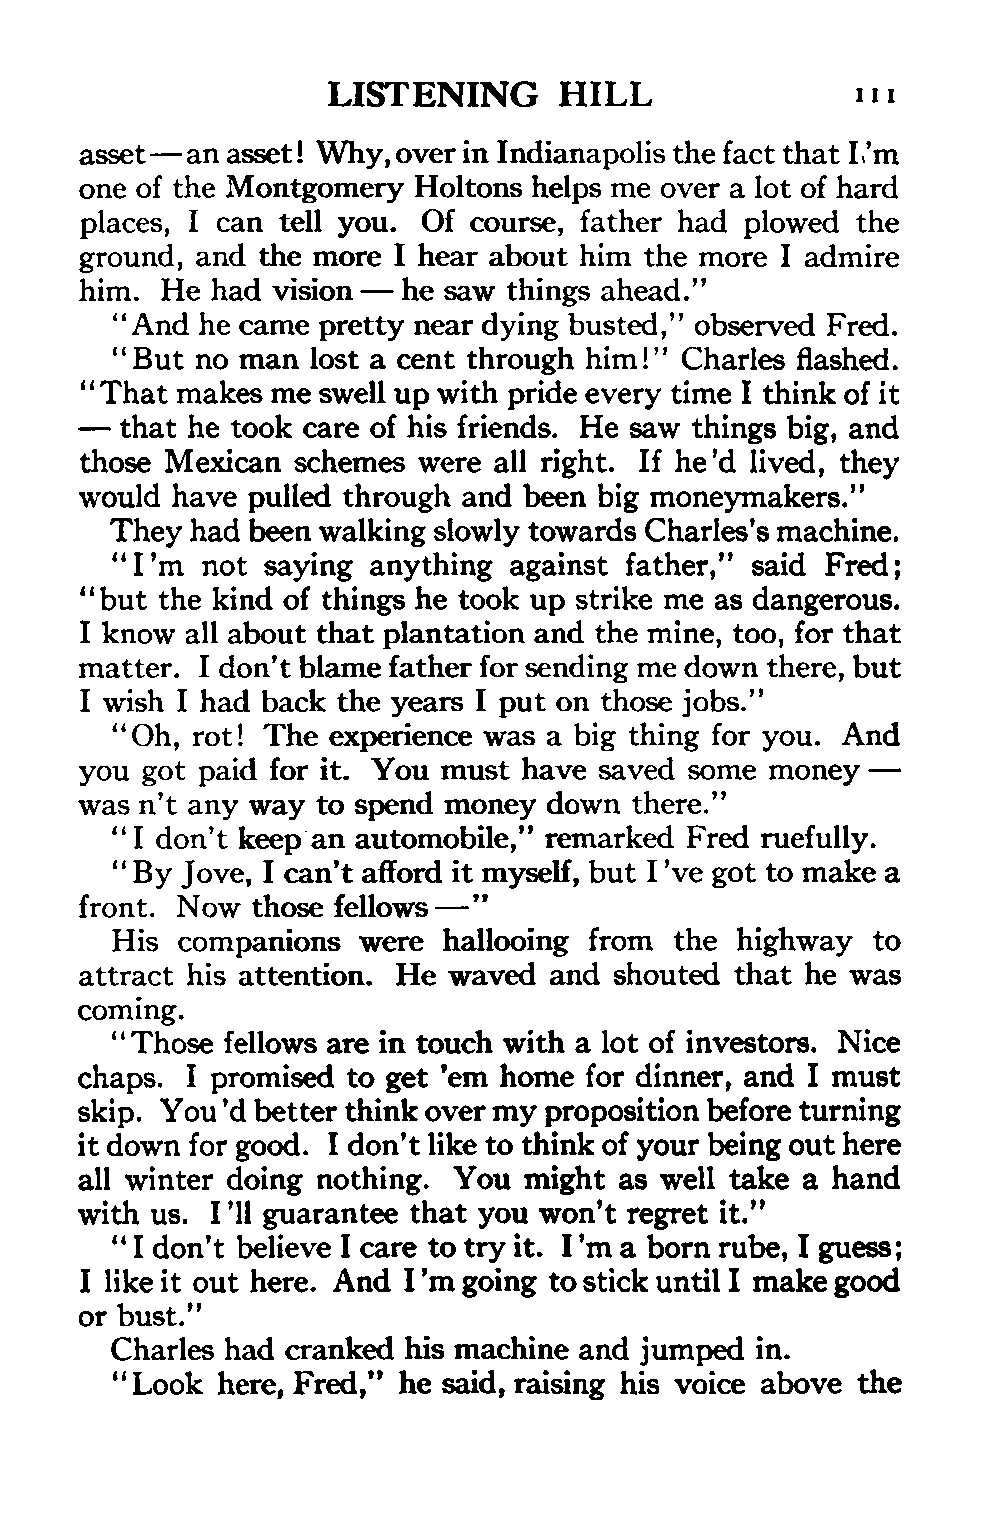 LISTENING HILL 111
asset—an asset! Why, over in Indianapolis the fact that I'm
one of the Montgomery Holtons helps me over a lot of hard
places, I can tell you. Of course, father had plowed the
ground, and the more I hear about him the more I admire
him. He had vision — he saw things ahead."
"And he came pretty near dying busted," observed Fred.
"But no man lost a cent through him!" Charles flashed.
"That makes me swell up with pride every time I think of it
— that he took care of his friends. He saw things big, and
those Mexican schemes were all right. If he'd lived, they
would have pulled through and been big moneymakers."
They had been walking slowly towards Charles's machine.
"I'm not saying anything against father," said Fred;
"but the kind of things he took up strike me as dangerous.
I know all about that plantation and the mine, too, for that
matter. I don't blame father for sending me down there, but
I wish I had back the years I put on those jobs."
"Oh, rot! The experience was a big thing for you. And
you got paid for it. You must have saved some money —
was n't any way to spend money down there."
"I don't keep an automobile," remarked Fred ruefully.
"By Jove, I can't afford it myself, but I've got to make a
front. Now those fellows —"
His companions were hallooing from the highway to
attract his attention. He waved and shouted that he was
coming.
"Those fellows are in touch with a lot of investors. Nice
chaps. I promised to get 'em home for dinner, and I must
skip. You'd better think over my proposition before turning
it down for good. I don't like to think of your being out here
all winter doing nothing. You might as well take a hand
with us. I'll guarantee that you won't regret it."
"I don't believe I care to try it. I'm a born rube, I guess;
I like it out here. And I'm going to stick until I make good
or bust."
Charles had cranked his machine and jumped in.
"Look here, Fred," he said, raising his voice above the